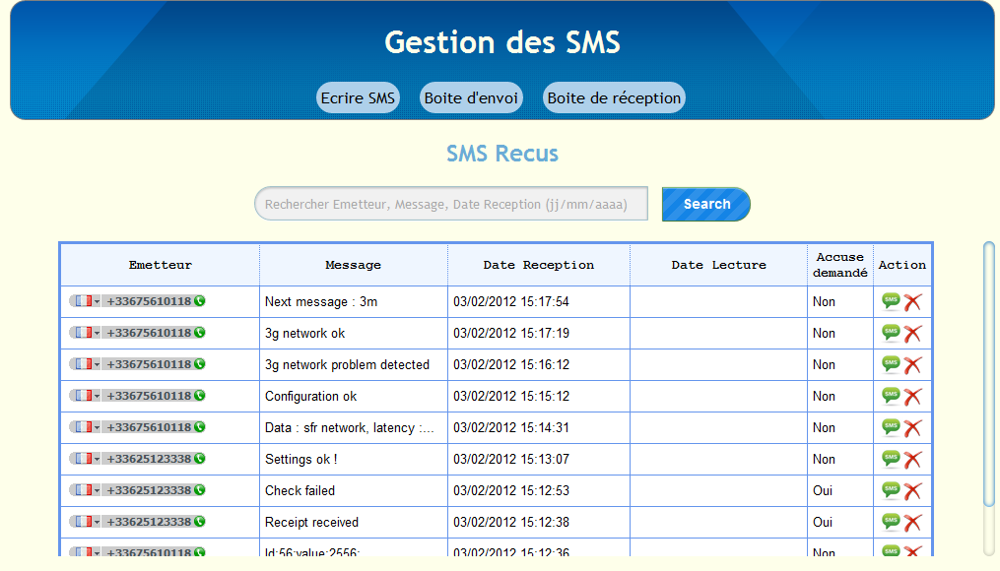 Gestion des SMS
Ecrire SMS Boite d'envoi Boite de réception
SMS Recus
Rechercher Emetteur, Message, Date Reception (jj/mm/aaaa) Search
Emetteur Message Date Reception Date Lecture Accuse demandé Action
+33675610118 Next message : 3m 03/02/2012 15:17:54 Non SMS
+33675610118 3g network ok 03/02/2012 15:17:19 Non SMS
+33675610118 3g network problem detected 03/02/2012 15:16:12 Non SMS
+33675610118 Configuration ok 03/02/2012 15:15:12 Non SMS
+33675610118 Data : sfr network, latency :... 03/02/2012 15:14:31 Non SMS
+33625123338 Settings ok ! 03/02/2012 15:13:07 Non SMS
+33625123338 Check failed 03/02/2012 15:12:53 Oui SMS
+33625123338 Receipt received 03/02/2012 15:12:38 Oui SMS
+33675610118 Id:56;value:2556; 03/02/2012 15:12:36 Non SMS